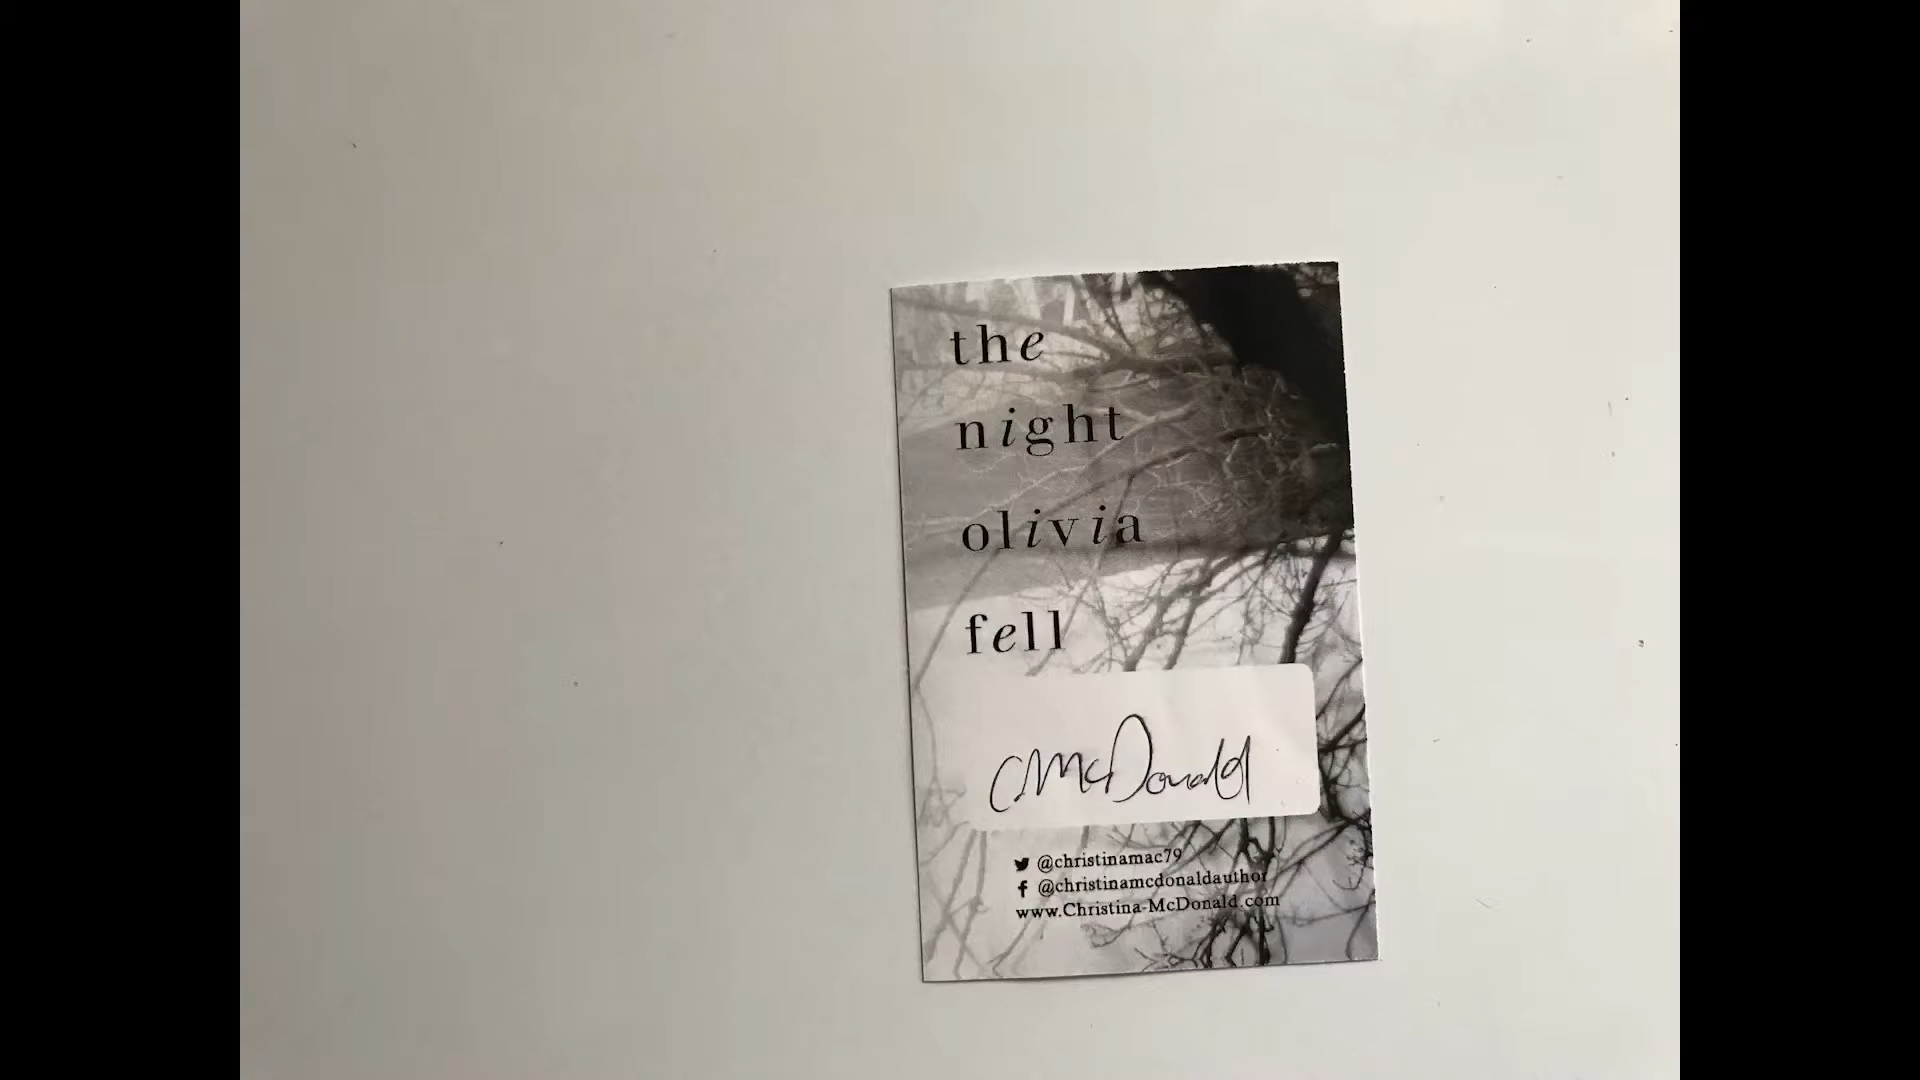 the
night
olivia
fell
CMcDonald
@christinamac79
@christinamcdonaldauthor
www.Christina-McDonald.com